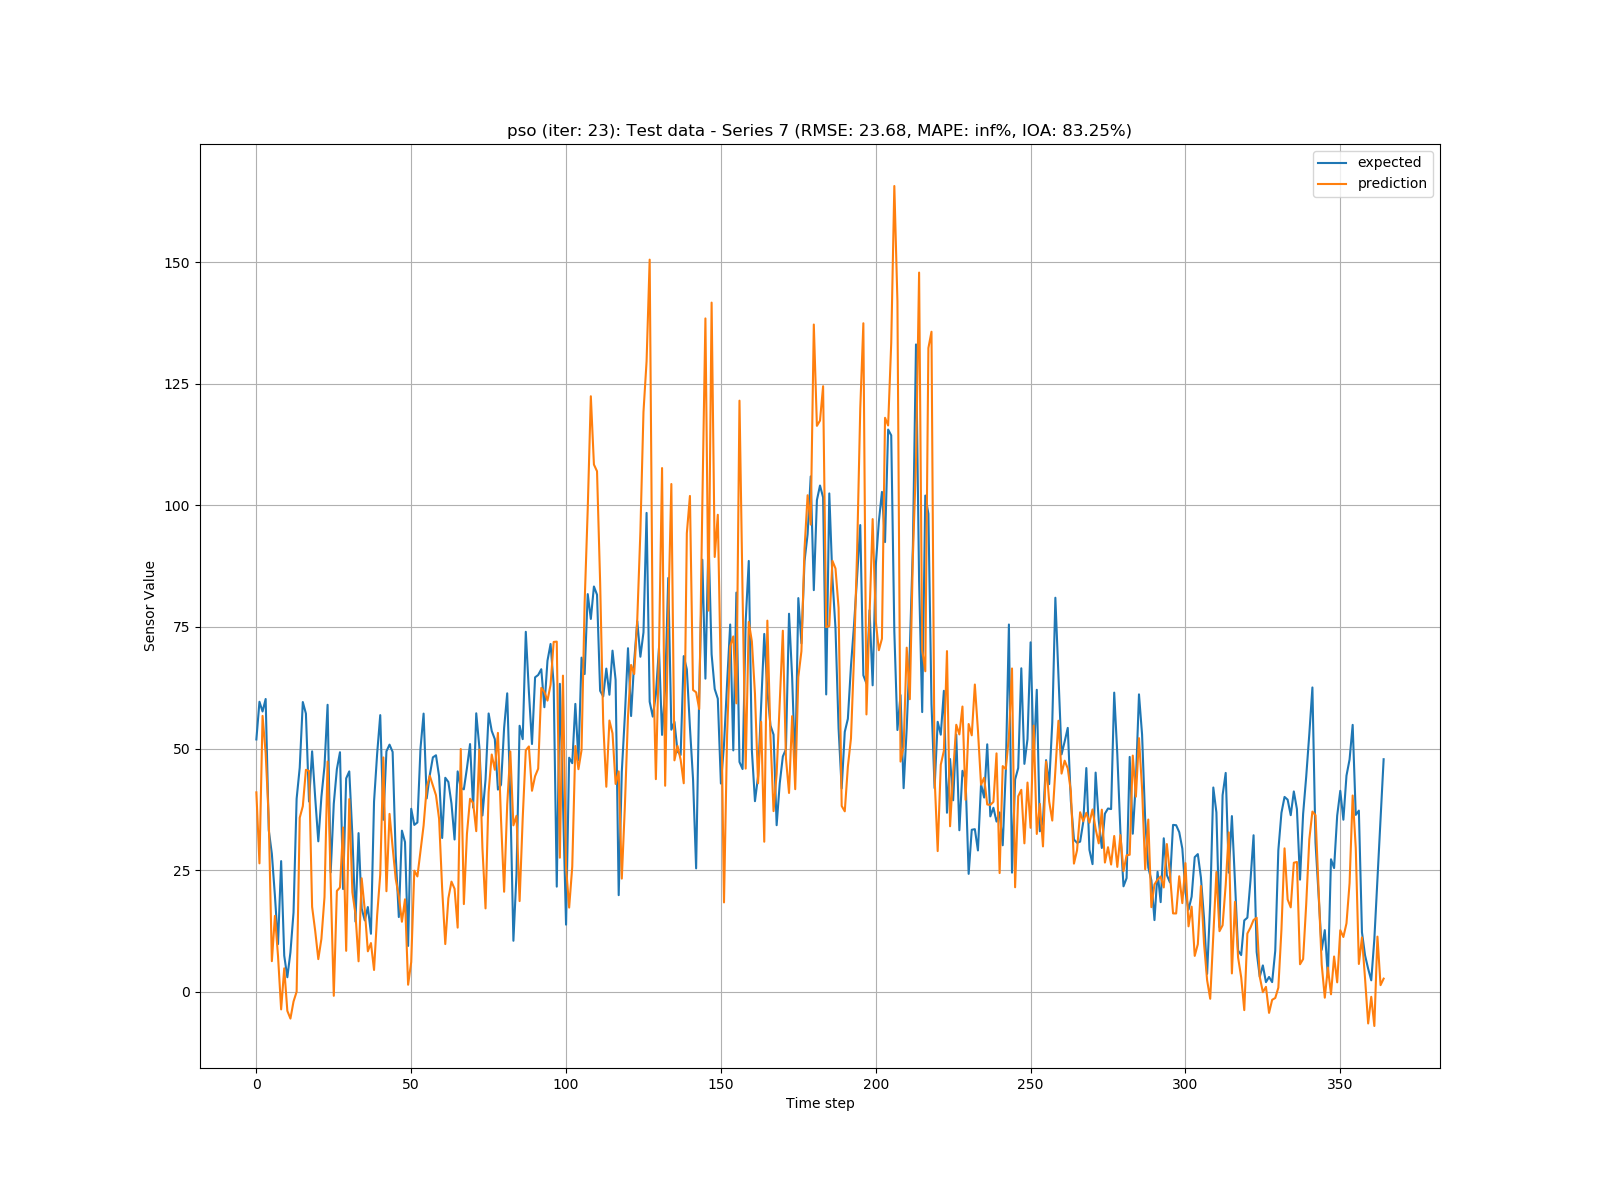 pso (iter: 23): Test data - Series 7 (RMSE: 23.68, MAPE: inf%, IOA: 83.25%)
expected
prediction
150
125
100
75
50
25
0
Sensor Value
0 50 100 150 200 250 300 350
Time step